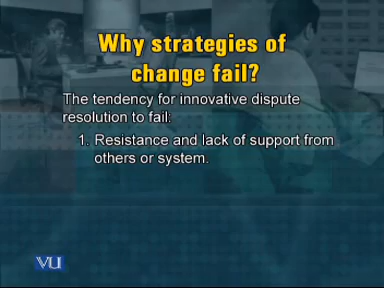 Why strategies of
change fail?
The tendency for innovative dispute
resolution to fail:
1. Resistance and lack of support from
others or system.
VU